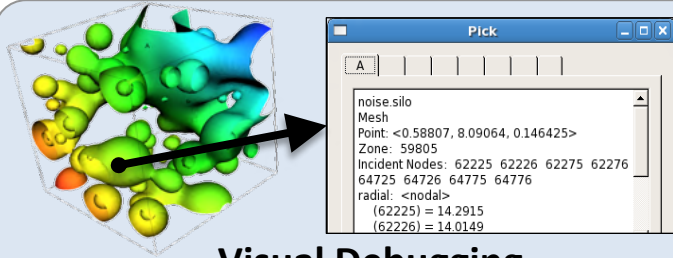 Pick
A
noise.silo
Mesh
Point: <0.58807, 8.09064, 0.146425>
Zone: 59805
Incident Nodes: 62225 62226 62275 62276
64725 64726 64775 64776
radial: <nodal>
(62225) = 14.2915
(62226) = 14.0149
Visual Debugging